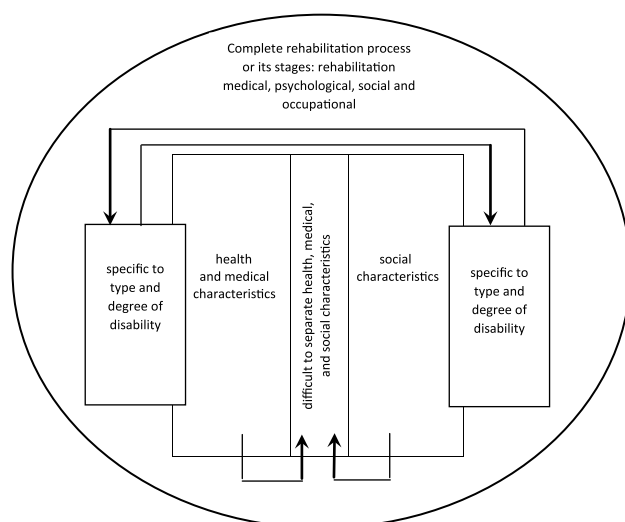 Complete rehabilitation process
or its stages: rehabilitation
medical, psychological, social and
occupational
specific to
type and
degree of
disability
health
and medical
characteristics
difficult to separate health, medical,
and social characteristics
social
characteristics
specific to
type and
degree of
disability